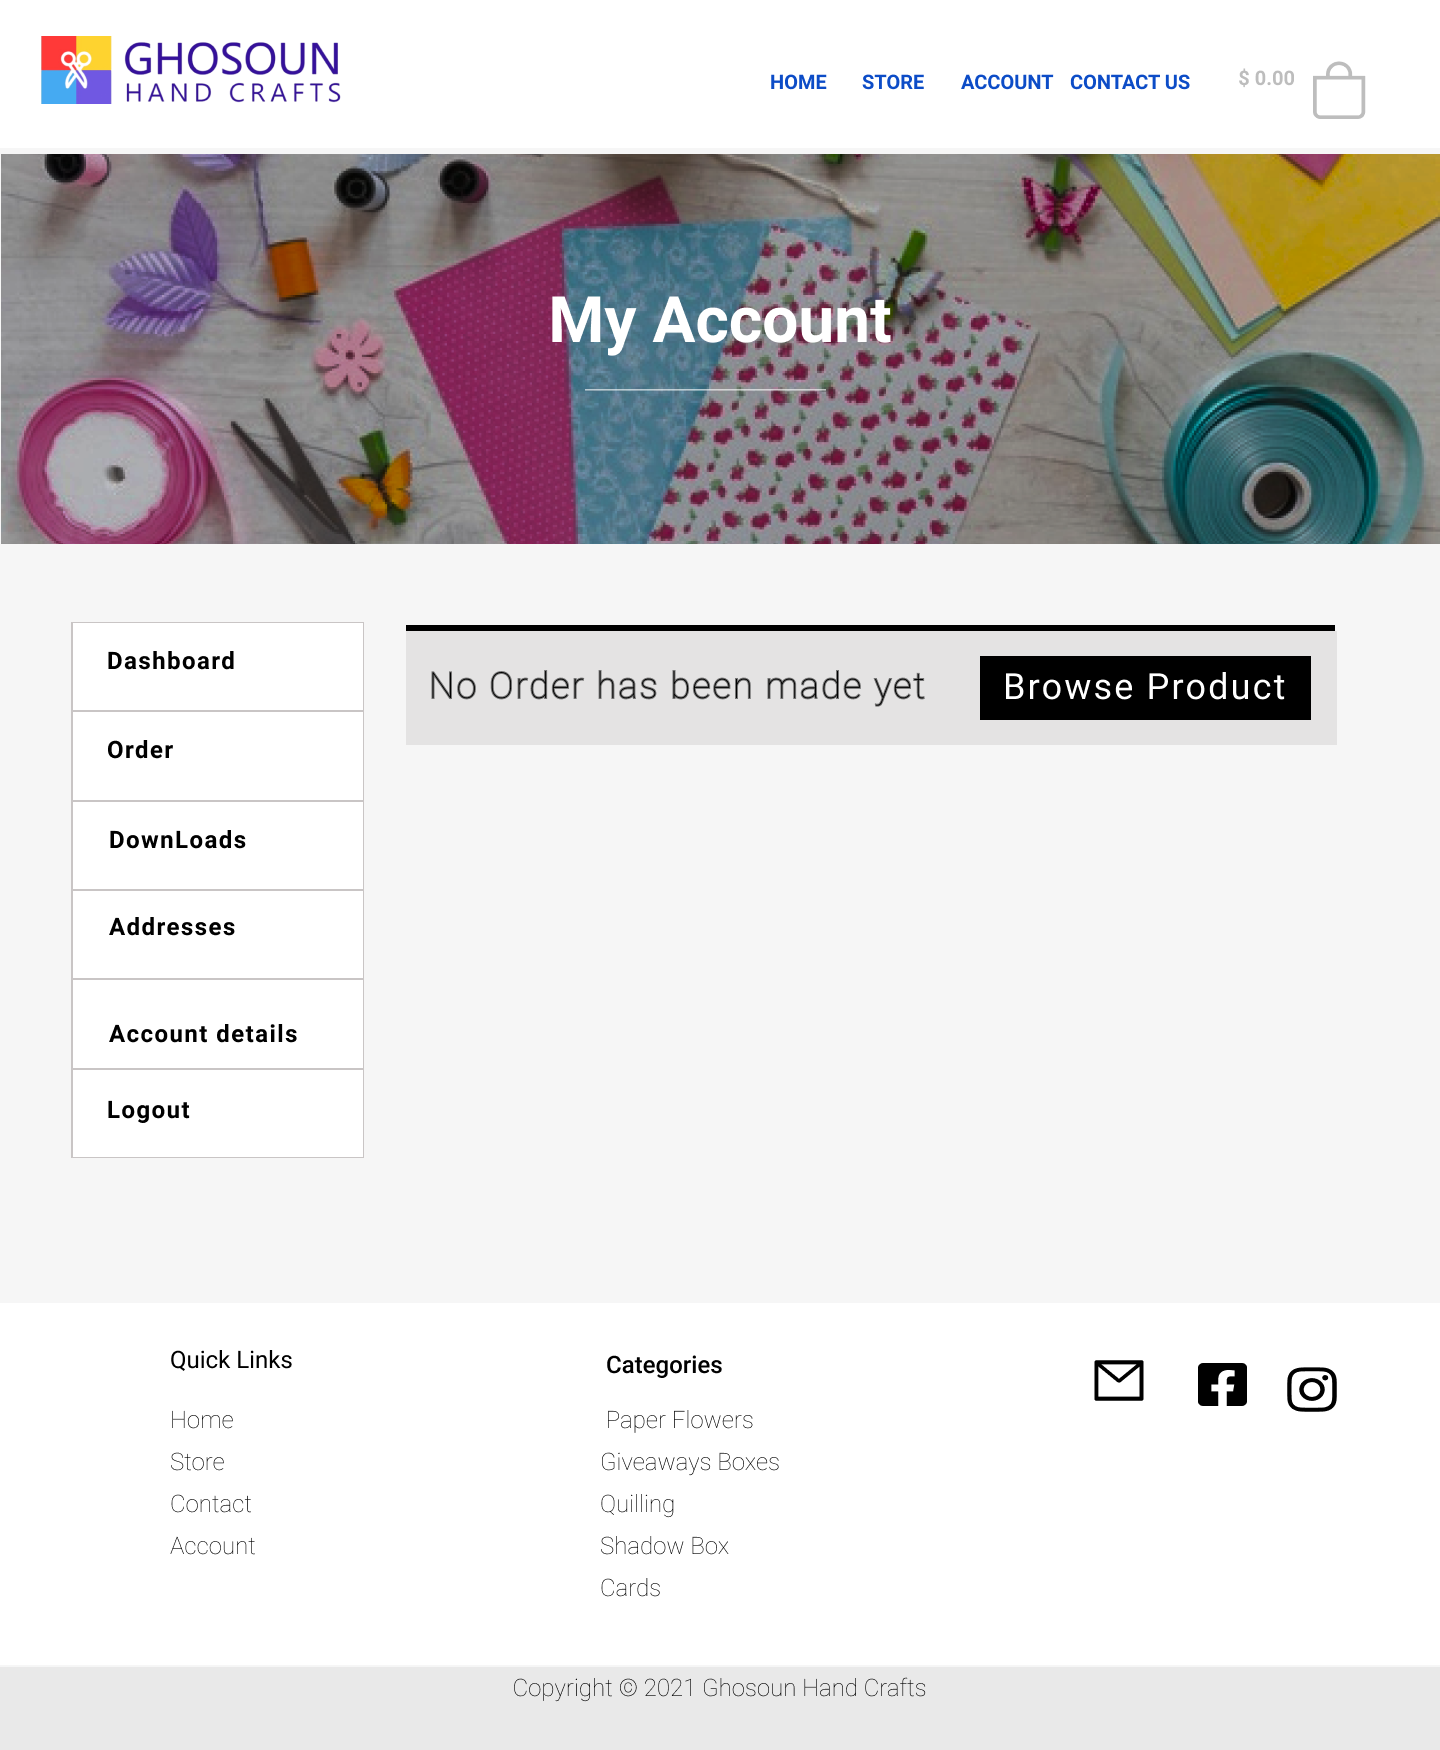 GHOSOUN
HAND CRAFTS
HOME STORE ACCOUNT CONTACT US $ 0.00
My Account
Dashboard
Order
DownLoads
Addresses
Account details
Logout
No Order has been made yet
Browse Product
Quick Links
Home
Store
Contact
Account
Categories
Paper Flowers
Giveaways Boxes
Quilling
Shadow Box
Cards
Copyright © 2021 Ghosoun Hand Crafts